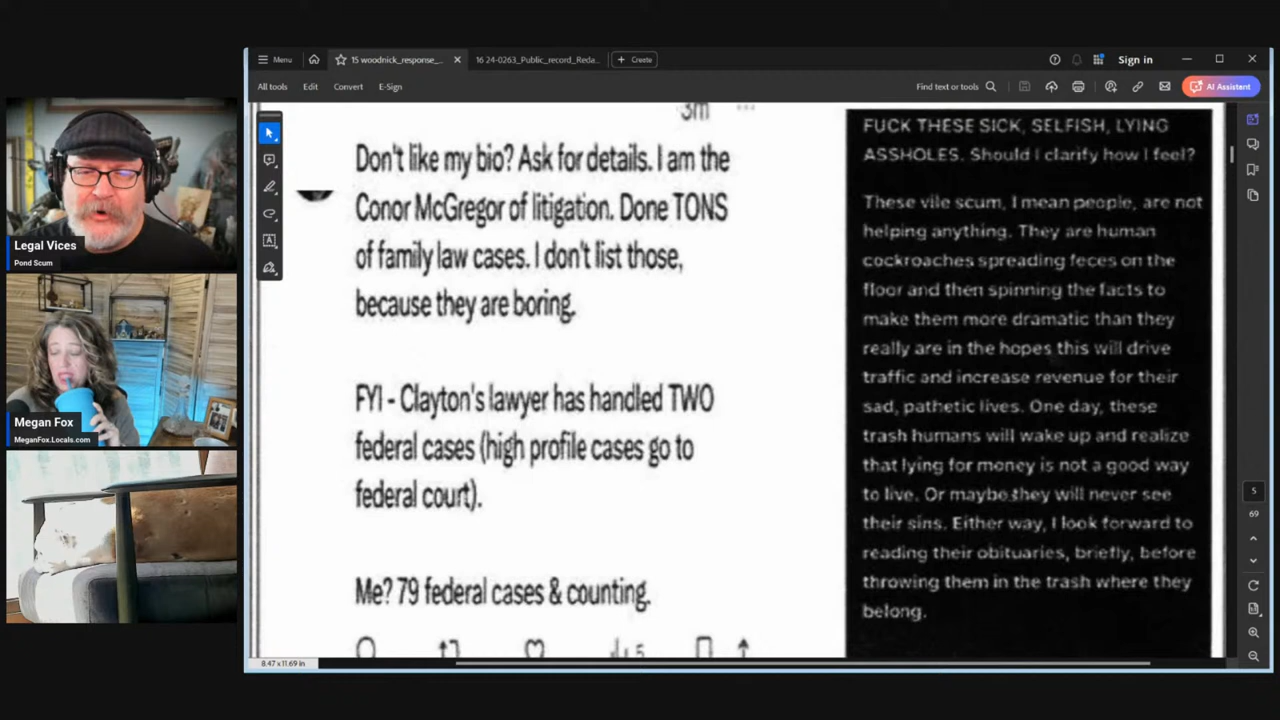 Menu
15 woodnick_response_...
16 24-0263_Public_record_Reda...
Create
Sign in
All tools
Edit
Convert
E-Sign
Find text or tools
AI Assistant
3m
Don't like my bio? Ask for details. I am the
Conor McGregor of litigation. Done TONS
of family law cases. I don't list those,
because they are boring.
FYI - Clayton's lawyer has handled TWO
federal cases (high profile cases go to
federal court).
Me? 79 federal cases & counting.
5
FUCK THESE SICK, SELFISH, LYING
ASSHOLES. Should I clarify how I feel?
These vile scum, I mean people, are not
helping anything. They are human
cockroaches spreading feces on the
floor and then spinning the facts to
make them more dramatic than they
really are in the hopes this will drive
traffic and increase revenue for their
sad, pathetic lives. One day, these
trash humans will wake up and realize
that lying for money is not a good way
to live. Or maybe they will never see
their sins. Either way, I look forward to
reading their obituaries, briefly, before
throwing them in the trash where they
belong.
5
69
8.47 x 11.69 in
Legal Vices
Pond Scum
Megan Fox
MeganFox.Locals.com